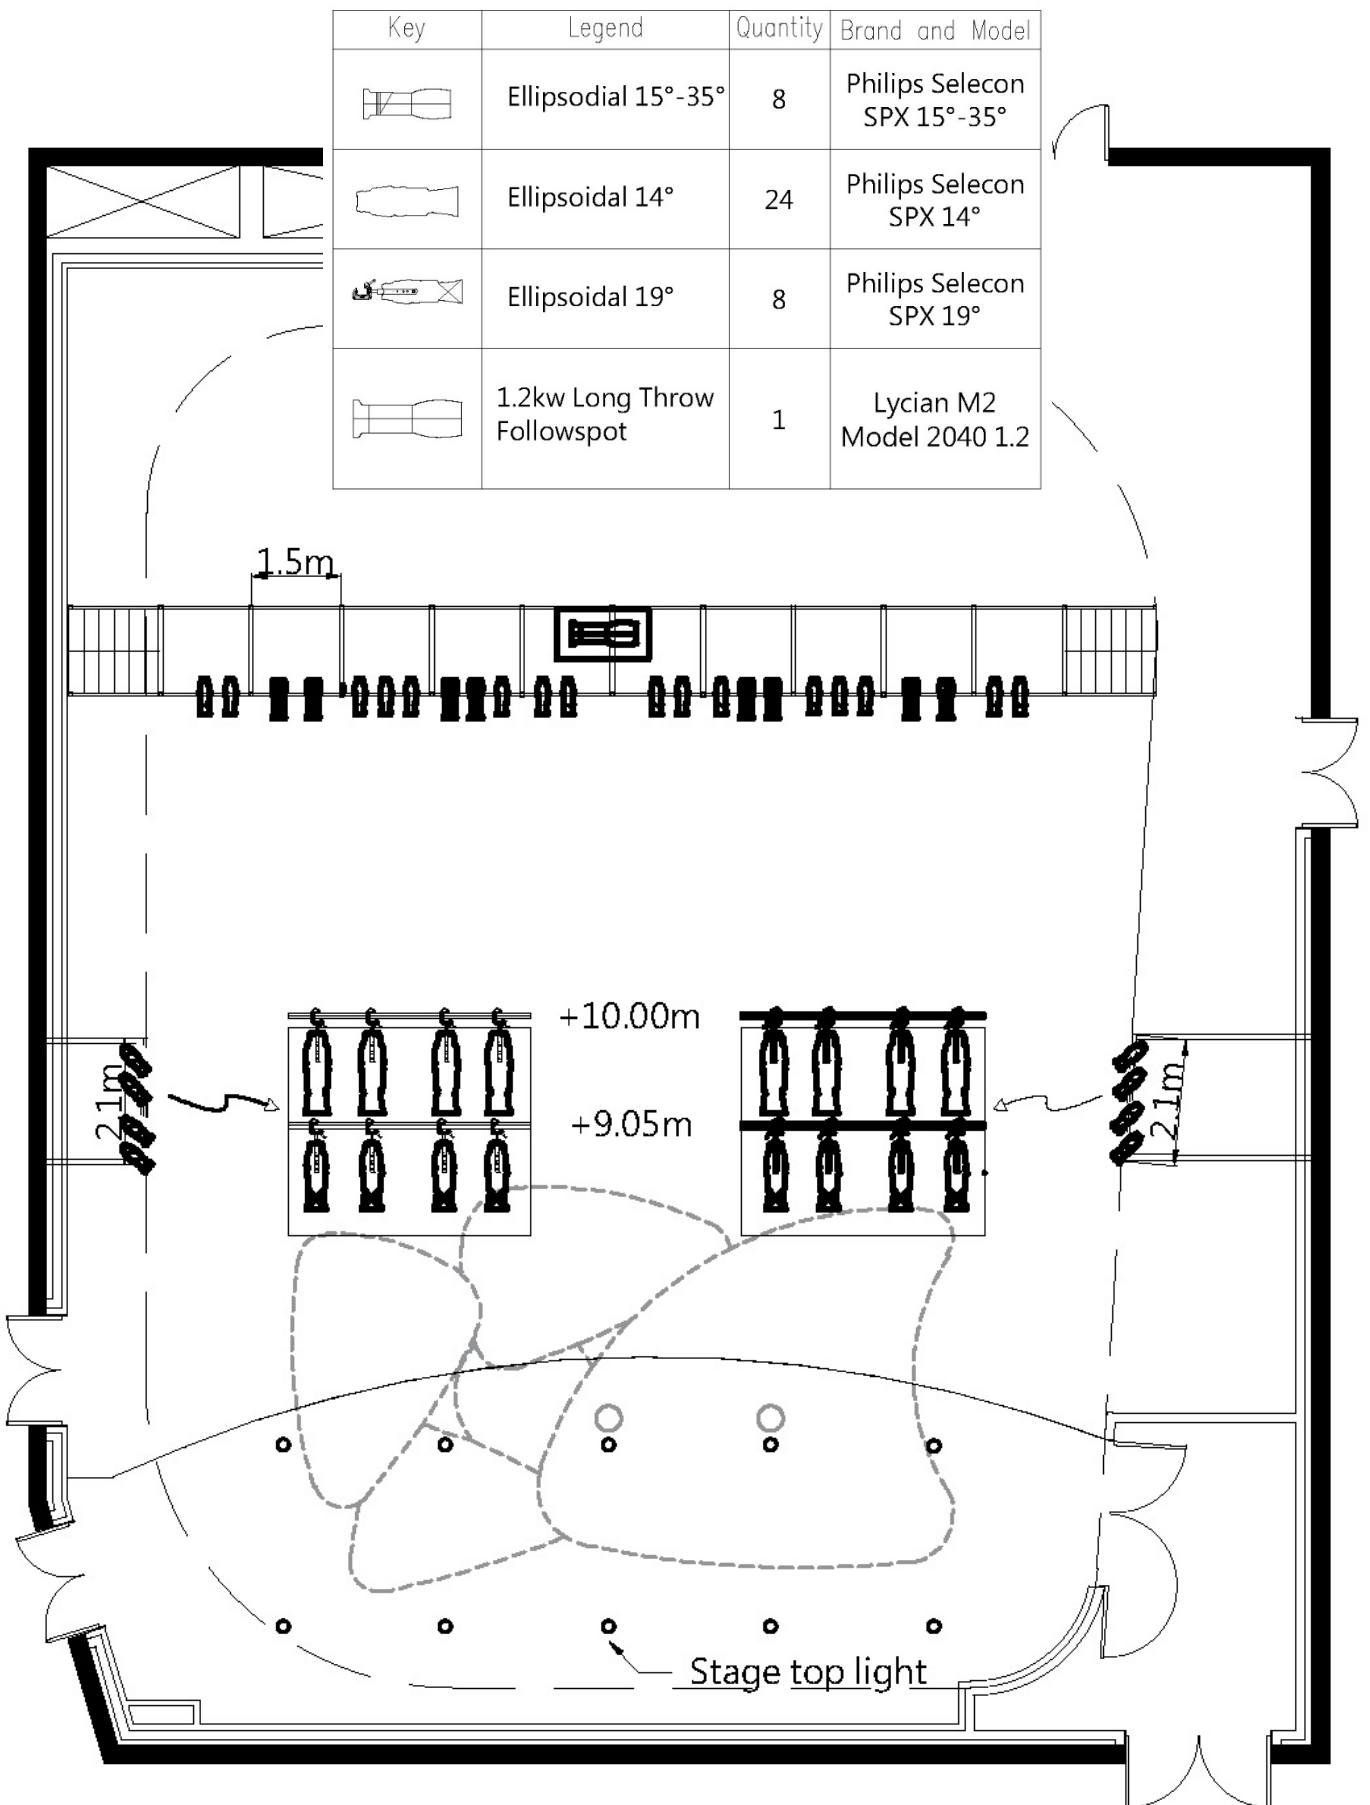 Key Legend Quantity Brand and Model
Ellipsodial 15°-35° 8 Philips Selecon
SPX 15°-35°
Ellipsoidal 14° 24 Philips Selecon
SPX 14°
Ellipsoidal 19° 8 Philips Selecon
SPX 19°
1.2kw Long Throw
Followspot
1
Lycian M2
Model 2040 1.2
1.5m
+10.00m
2.1m
2.1m
+9.05m
Stage top light